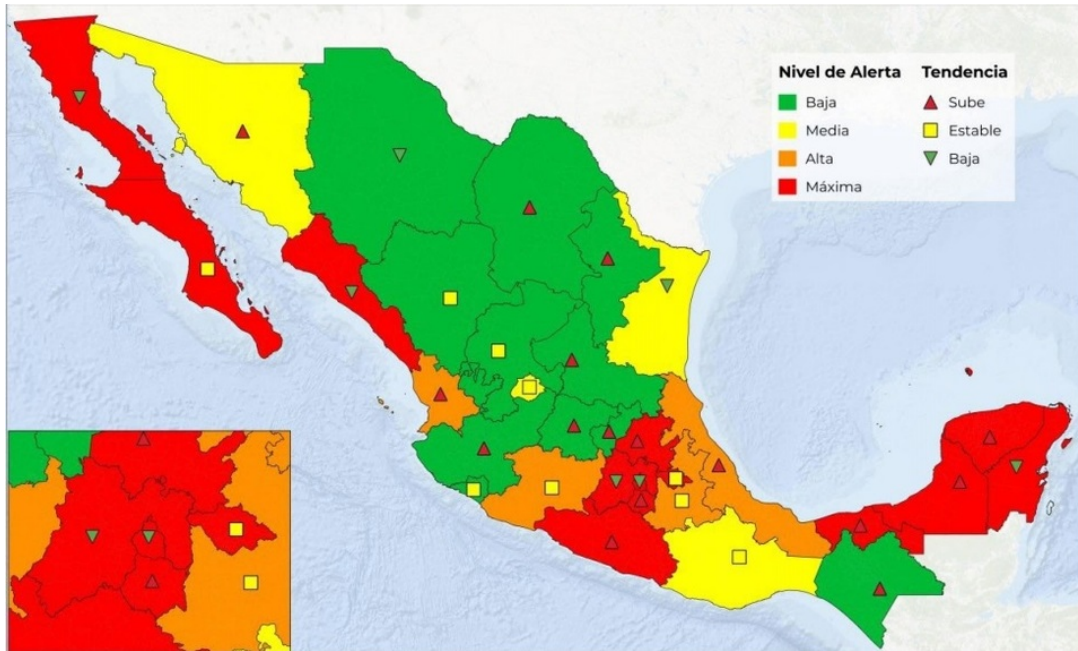 Nivel de Alerta
Baja
Media
Alta
Máxima
Tendencia
Sube
Estable
Baja